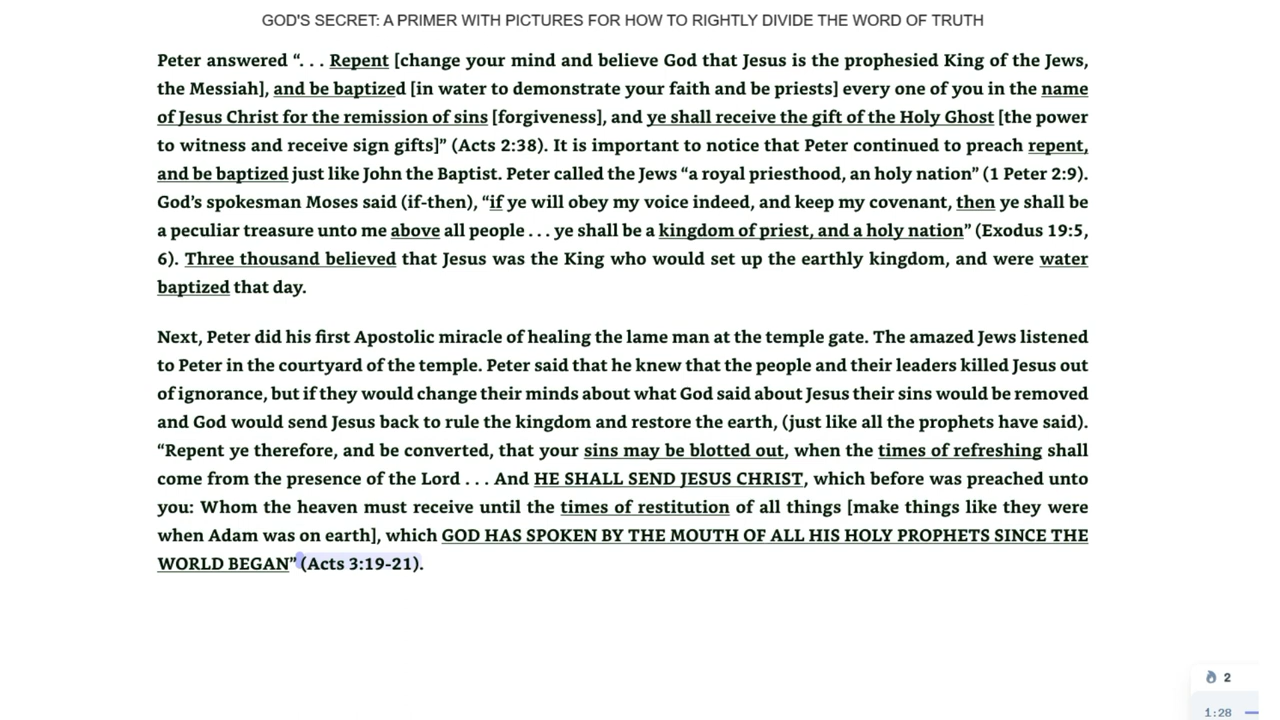 GOD'S SECRET: A PRIMER WITH PICTURES FOR HOW TO RIGHTLY DIVIDE THE WORD OF TRUTH
Peter answered “. . . Repent [change your mind and believe God that Jesus is the prophesied King of the Jews,
the Messiah], and be baptized [in water to demonstrate your faith and be priests] every one of you in the name
of Jesus Christ for the remission of sins [forgiveness], and ye shall receive the gift of the Holy Ghost [the power
to witness and receive sign gifts]” (Acts 2:38). It is important to notice that Peter continued to preach repent,
and be baptized just like John the Baptist. Peter called the Jews “a royal priesthood, an holy nation” (1 Peter 2:9).
God’s spokesman Moses said (if-then), “if ye will obey my voice indeed, and keep my covenant, then ye shall be
a peculiar treasure unto me above all people . . . ye shall be a kingdom of priest, and a holy nation” (Exodus 19:5,
6). Three thousand believed that Jesus was the King who would set up the earthly kingdom, and were water
baptized that day.
Next, Peter did his first Apostolic miracle of healing the lame man at the temple gate. The amazed Jews listened
to Peter in the courtyard of the temple. Peter said that he knew that the people and their leaders killed Jesus out
of ignorance, but if they would change their minds about what God said about Jesus their sins would be removed
and God would send Jesus back to rule the kingdom and restore the earth, (just like all the prophets have said).
“Repent ye therefore, and be converted, that your sins may be blotted out, when the times of refreshing shall
come from the presence of the Lord . . . And HE SHALL SEND JESUS CHRIST, which before was preached unto
you: Whom the heaven must receive until the times of restitution of all things [make things like they were
when Adam was on earth], which GOD HAS SPOKEN BY THE MOUTH OF ALL HIS HOLY PROPHETS SINCE THE
WORLD BEGAN” (Acts 3:19-21).
2
1:28